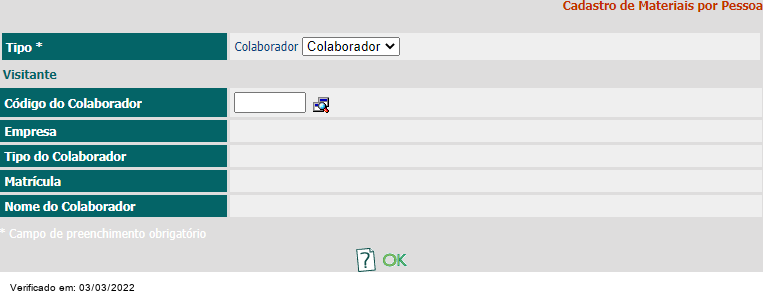 Cadastro de Materiais por Pessoa
Tipo * Colaborador Colaborador
Visitante
Código do Colaborador
Empresa
Tipo do Colaborador
Matrícula
Nome do Colaborador
* Campo de preenchimento obrigatório
? OK
Verificado em: 03/03/2022